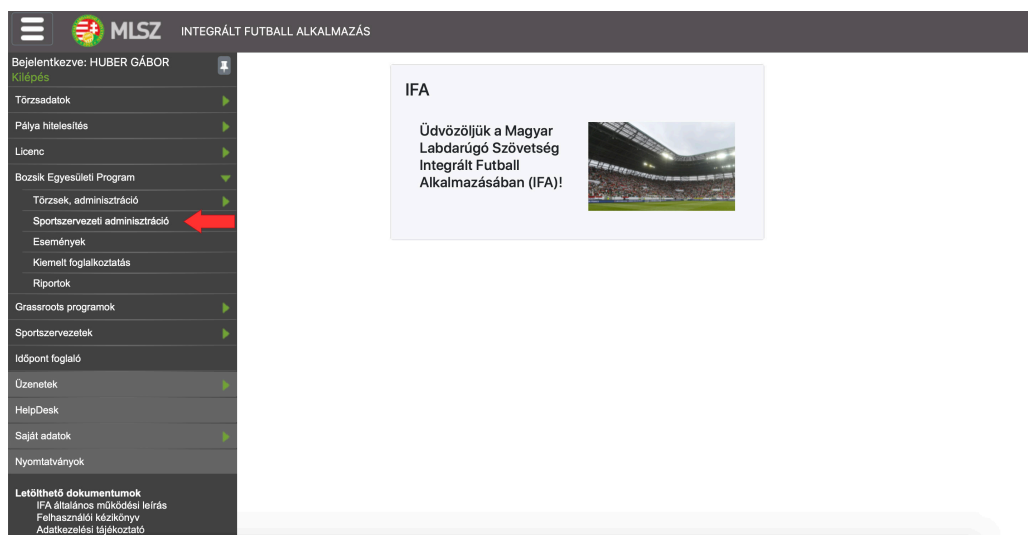 MLSZ INTEGRÁLT FUTBALL ALKALMAZÁS
Bejelentkezve: HUBER GÁBOR
Kilépés
Törzsadatok
Pálya hitelesítés
Licenc
Bozsik Egyesületi Program
Törzsek, adminisztráció
Sportszervezeti adminisztráció
Események
Kiemelt foglalkoztatás
Riportok
Grassroots programok
Sportszervezetek
Időpont foglaló
Üzenetek
HelpDesk
Saját adatok
Nyomtatványok
Letölthető dokumentumok
IFA általános működési leírás
Felhasználói kézikönyv
Adatkezelési tájékoztató
IFA
Üdvözöljük a Magyar
Labdarúgó Szövetség
Integrált Futball
Alkalmazásában (IFA)!